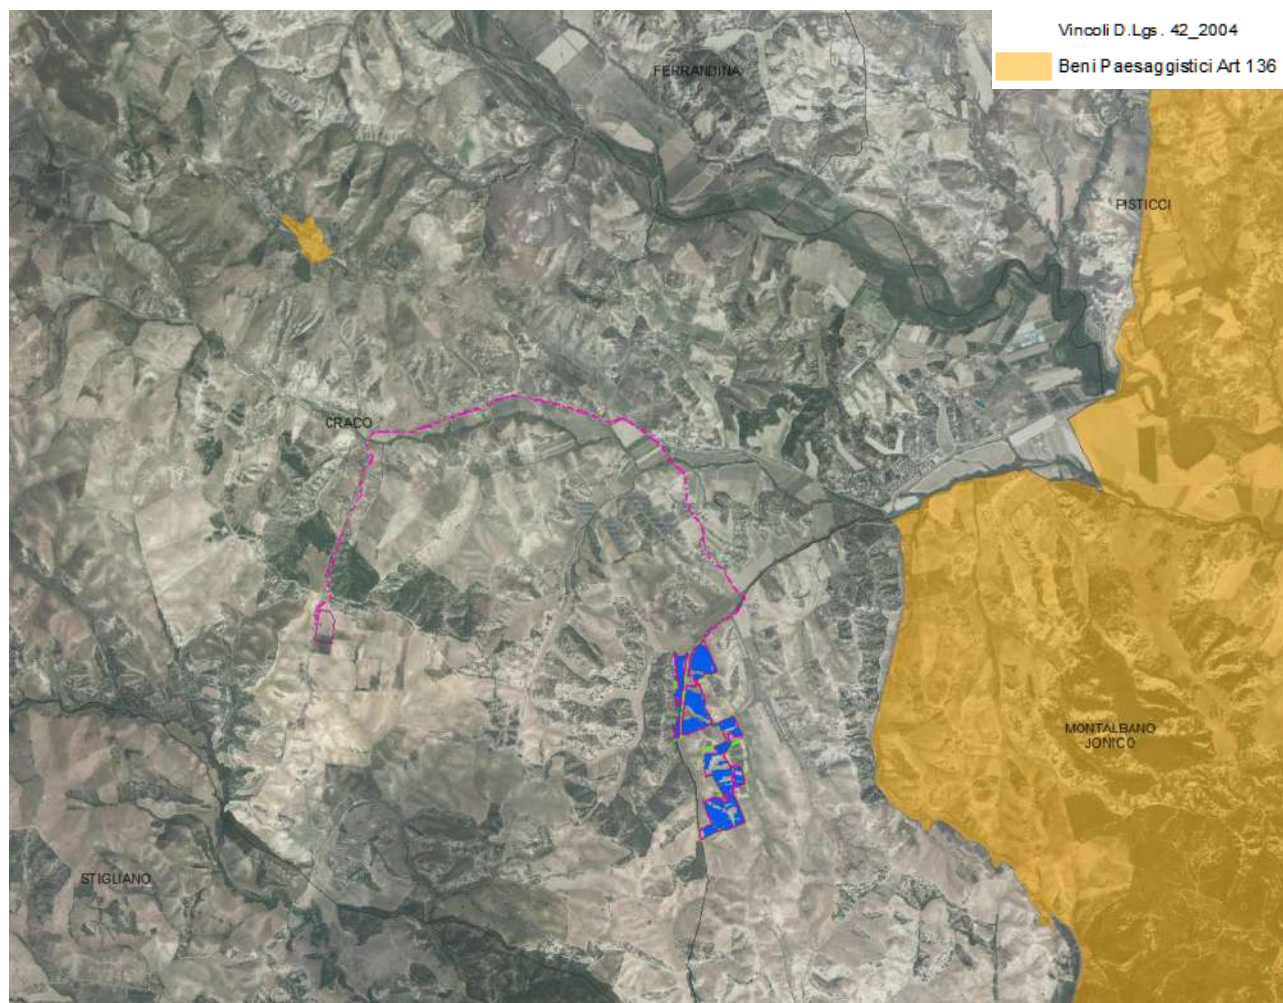 Vincoli D.Lgs. 42_2004
Beni Paesaggistici Art 136
FERRANDINA
PISTICCI
CRACO
MONTALBANO
JONICO
STIGLIANO